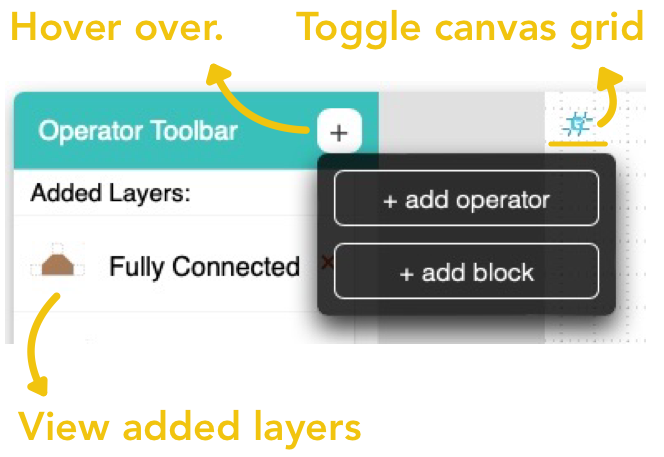 Hover over.
Toggle canvas grid
Operator Toolbar
+
Added Layers:
+ add operator
Fully Connected
×
+ add block
View added layers